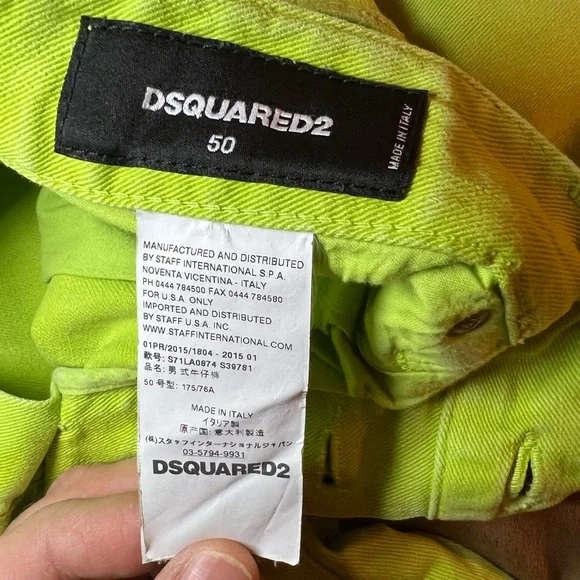 DSQUARED2
50
MADE IN ITALY
MANUFACTURED AND DISTRIBUTED
BY STAFF INTERNATIONAL S.P.A.
NOVENTA VICENTINA - ITALY
PH 0444 784500 FAX 0444 784580
FOR U.S.A ONLY
IMPORTED AND DISTRIBUTED
BY STAFF U.S.A. INC
WWW.STAFFINTERNATIONAL.COM
01PR/2015/1804 - 2015 01
款号: S71LA0874 S39781
品名: 男式牛仔裤
50 号型: 175/76A
MADE IN ITALY
イタリア製
原产国: 意大利制造
(株)スタッフインターナショナルジャパン
03-5794-9931
DSQUARED2